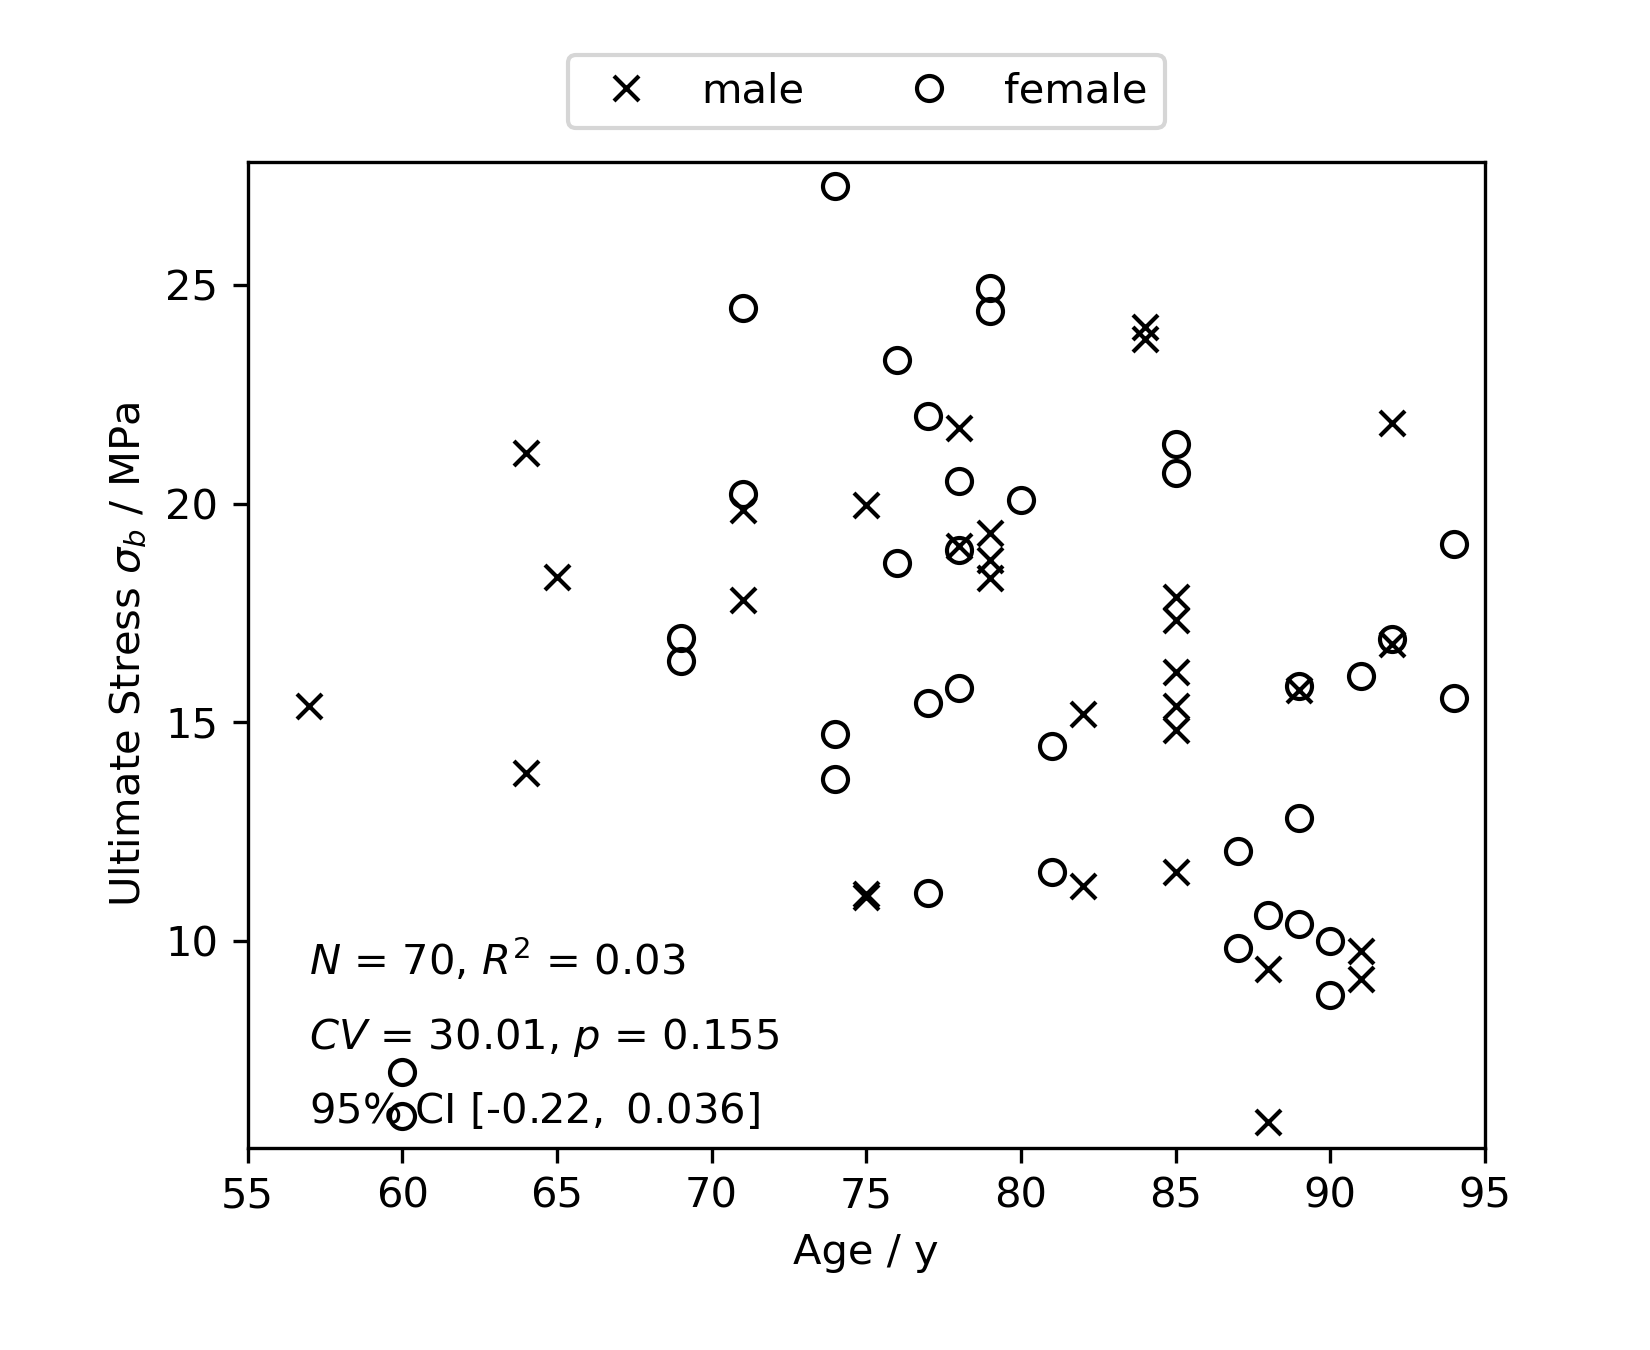 male female
25
20
15
10
Ultimate Stress σ_b / MPa
N = 70, R² = 0.03
CV = 30.01, p = 0.155
95% CI [-0.22, 0.036]
55 60 65 70 75 80 85 90 95
Age / y